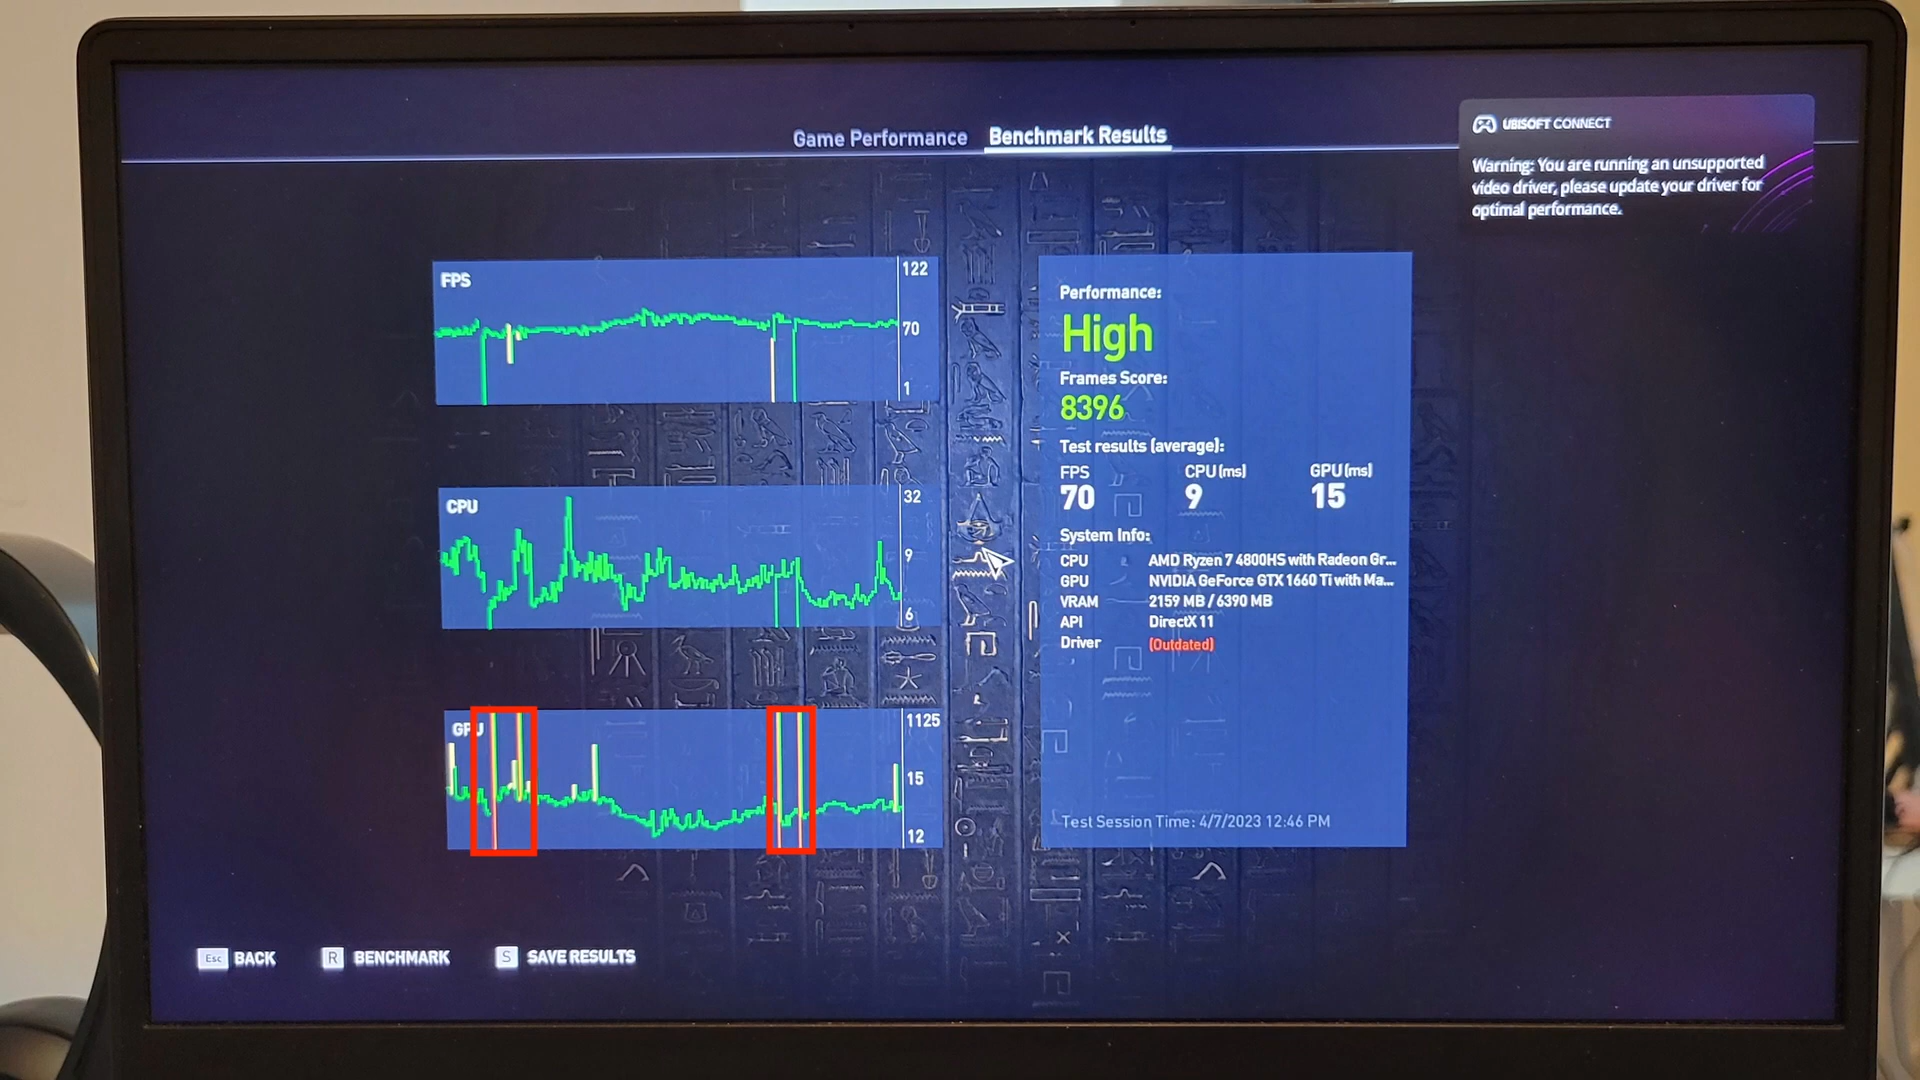 Game Performance
Benchmark Results
UBISOFT CONNECT
Warning: You are running an unsupported
video driver, please update your driver for
optimal performance.
FPS
122
70
1
CPU
32
9
6
GPU
1125
15
12
Performance:
High
Frames Score:
8396
Test results (average):
FPS CPU (ms) GPU (ms)
70 9 15
System Info:
CPU AMD Ryzen 7 4800HS with Radeon Gr...
GPU NVIDIA GeForce GTX 1660 Ti with Ma...
VRAM 2159 MB / 6390 MB
API DirectX 11
Driver (Outdated)
Test Session Time: 4/7/2023 12:46 PM
Esc BACK R BENCHMARK S SAVE RESULTS